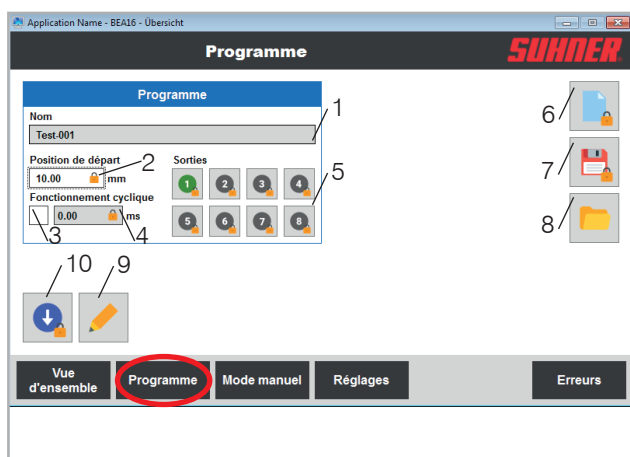 Application Name - BEA16 - Übersicht
Programme
SUHNER
Programme
Nom
Test-001
1
Position de départ
2
Sorties
10.00 mm
1 2 3 4
5
Fonctionnement cyclique
0.00 ms
3
4
5 6 7 8
6
7
8
10
9
Vue d'ensemble
Programme
Mode manuel
Réglages
Erreurs